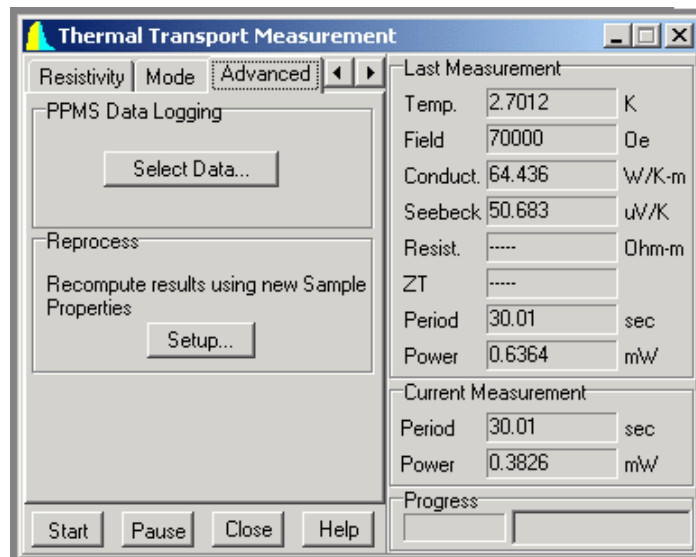 Thermal Transport Measurement
Resistivity Mode Advanced
PPMS Data Logging
Select Data...
Reprocess
Recompute results using new Sample
Properties
Setup...
Start Pause Close Help
Last Measurement
Temp. 2.7012 K
Field 70000 Oe
Conduct. 64.436 W/K-m
Seebeck 50.683 uV/K
Resist. ----- Ohm-m
ZT -----
Period 30.01 sec
Power 0.6364 mW
Current Measurement
Period 30.01 sec
Power 0.3826 mW
Progress